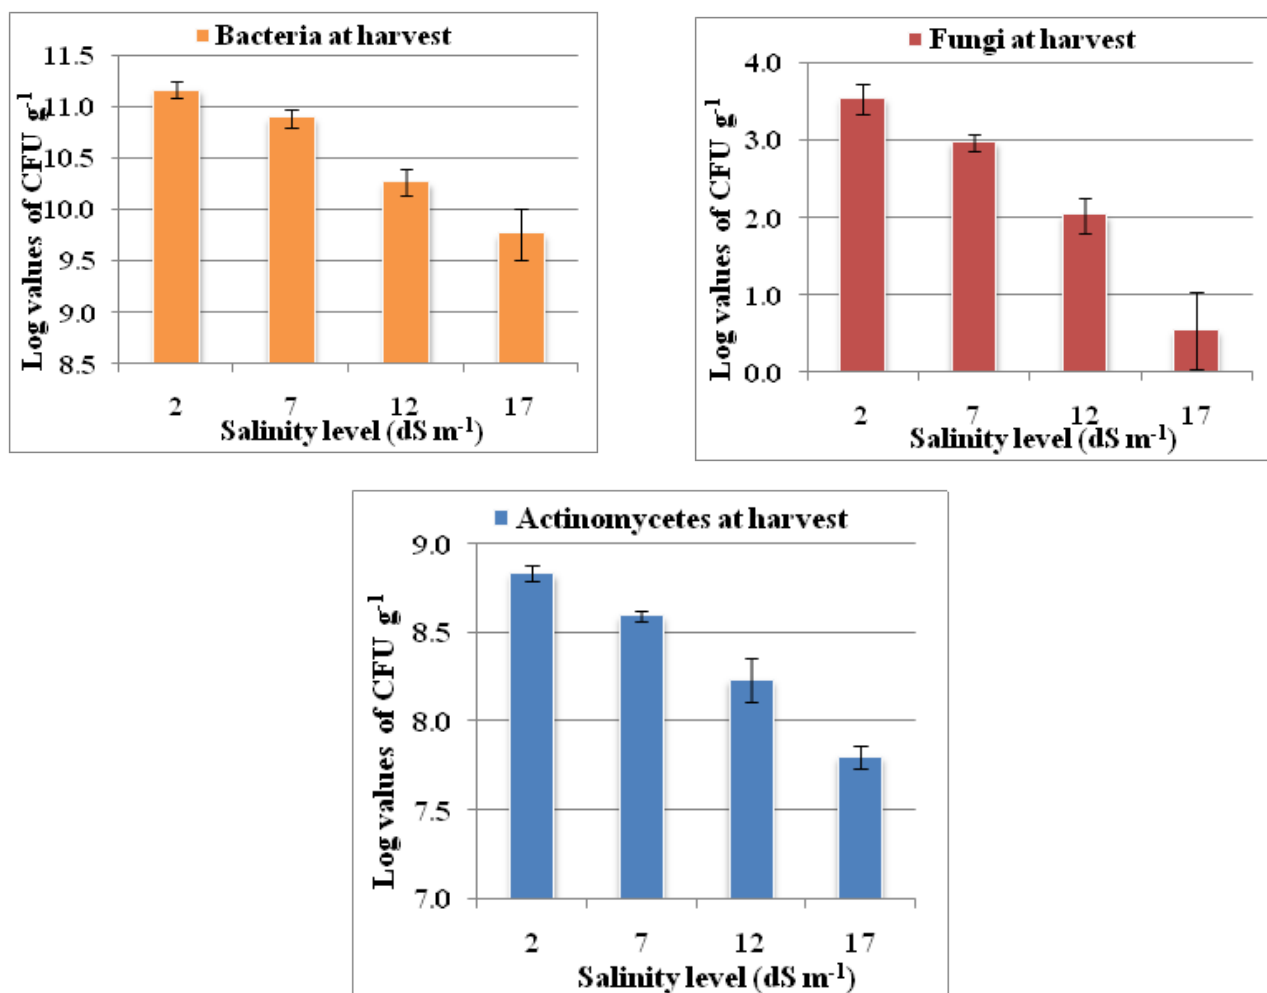 Bacteria at harvest
Log values of CFU g-1
11.5
11.0
10.5
10.0
9.5
9.0
8.5
2 7 12 17
Salinity level (dS m-1)
Fungi at harvest
Log values of CFU g-1
4.0
3.0
2.0
1.0
0.0
2 7 12 17
Salinity level (dS m-1)
Actinomycetes at harvest
Log values of CFU g-1
9.0
8.5
8.0
7.5
7.0
2 7 12 17
Salinity level (dS m-1)